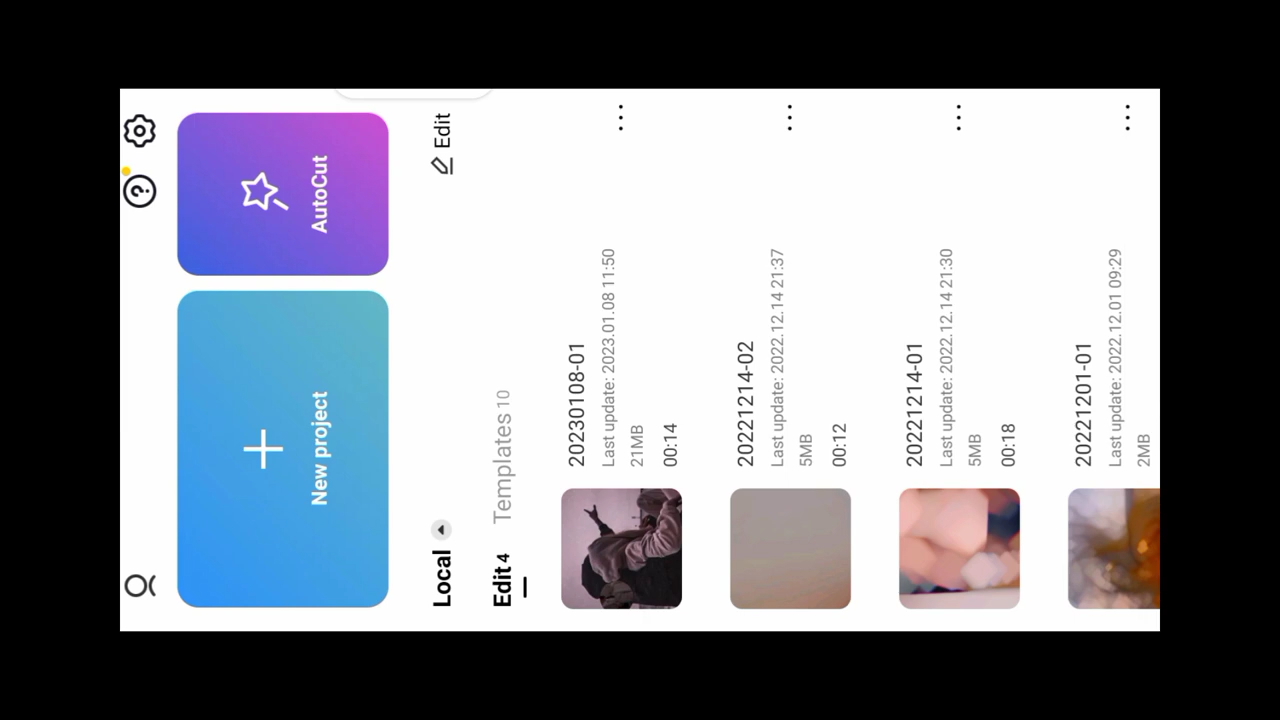 New project
AutoCut
Local
Edit
Edit 4
Templates 10
20230108-01
Last update: 2023.01.08 11:50
21MB
00:14
20221214-02
Last update: 2022.12.14 21:37
5MB
00:12
20221214-01
Last update: 2022.12.14 21:30
5MB
00:18
20221201-01
Last update: 2022.12.01 09:29
2MB